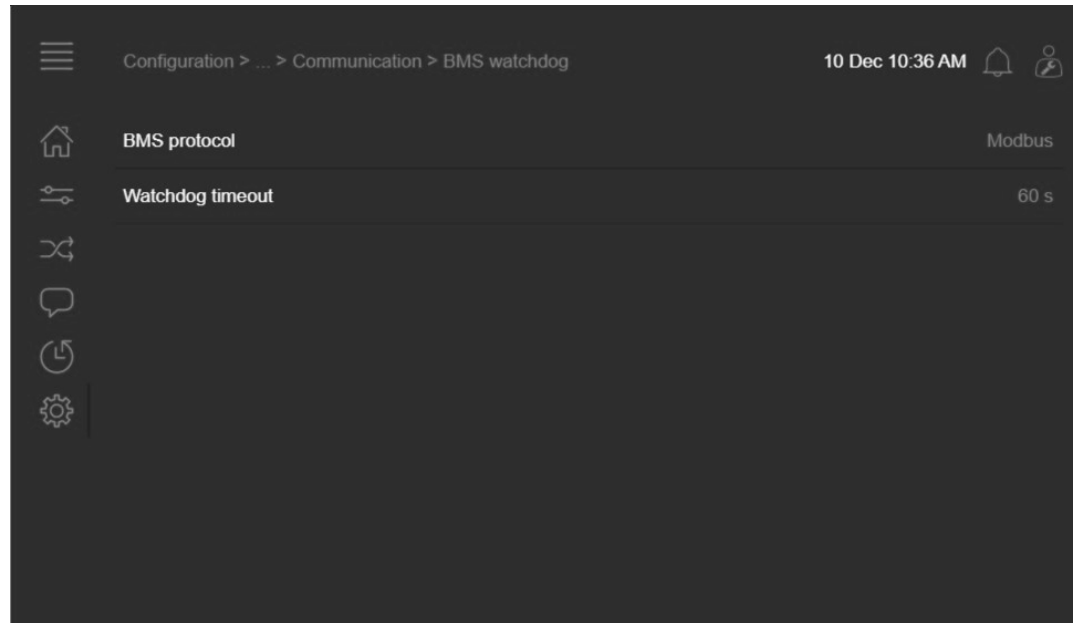 Configuration > ... > Communication > BMS watchdog
10 Dec 10:36 AM
BMS protocol
Modbus
Watchdog timeout
60 s